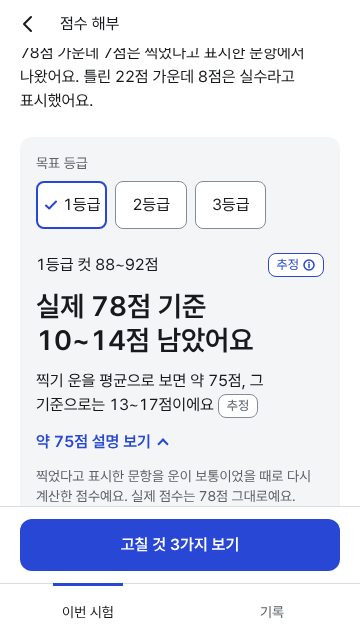 점수 해부
78점 가운데 7점은 찍었다고 표시한 문항에서
나왔어요. 틀린 22점 가운데 8점은 실수라고
표시했어요.
목표 등급
1등급
2등급
3등급
1등급 컷 88~92점
추정
실제 78점 기준
10~14점 남았어요
찍기 운을 평균으로 보면 약 75점, 그
기준으로는 13~17점이에요 추정
약 75점 설명 보기
찍었다고 표시한 문항을 운이 보통이었을 때로 다시
계산한 점수예요. 실제 점수는 78점 그대로예요.
고칠 것 3가지 보기
이번 시험
기록